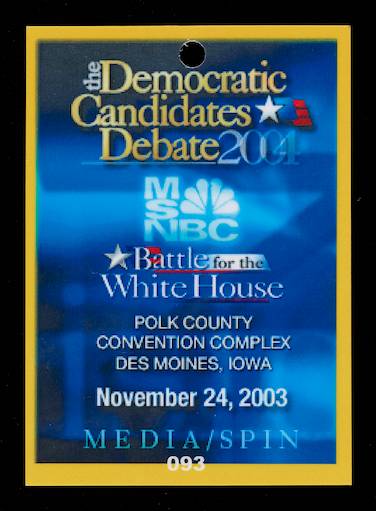 the Democratic
Candidates
Debate 2004
MSNBC
Battle for the
White House
POLK COUNTY
CONVENTION COMPLEX
DES MOINES, IOWA
November 24, 2003
MEDIA/SPIN
093